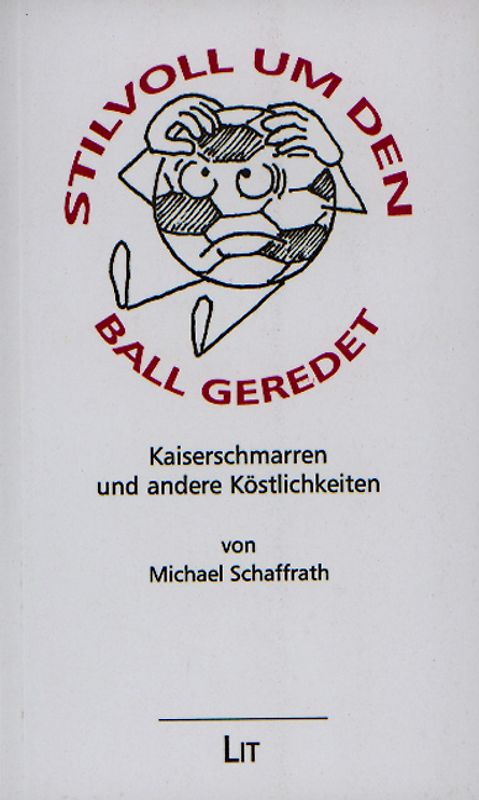 STILVOLL UM DEN
BALL GEREDET
Kaiserschmarren
und andere Köstlichkeiten
von
Michael Schaffrath
LIT